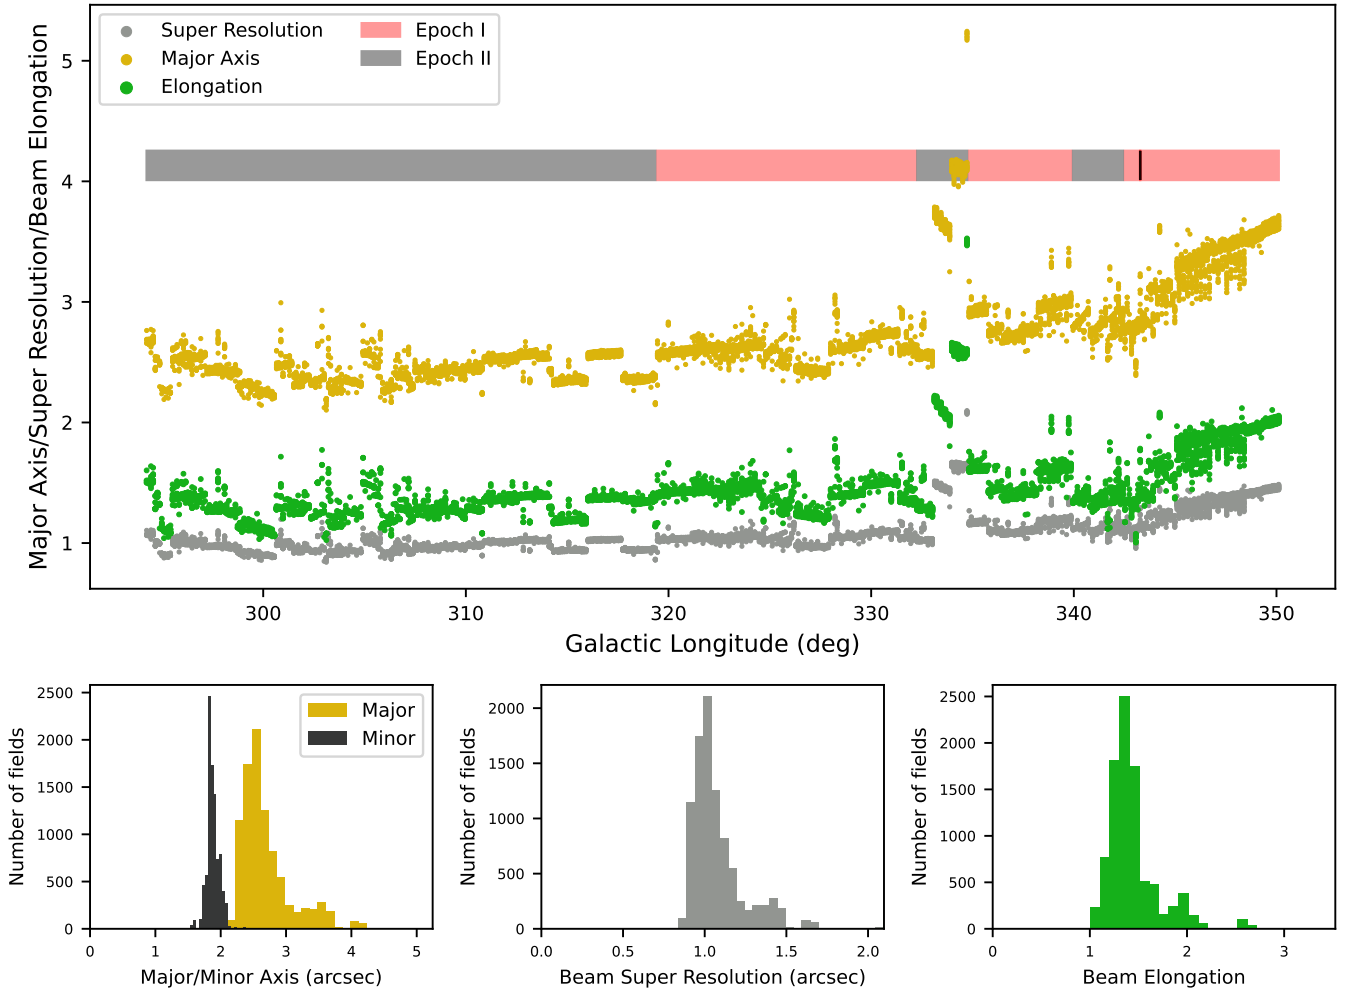 Major Axis/Super Resolution/Beam Elongation
Super Resolution
Major Axis
Elongation
Epoch I
Epoch II
5
4
3
2
1
300 310 320 330 340 350
Galactic Longitude (deg)
Number of fields
2500
2000
1500
1000
500
0
Major
Minor
0 1 2 3 4 5
Major/Minor Axis (arcsec)
Number of fields
2000
1500
1000
500
0
0.0 0.5 1.0 1.5 2.0
Beam Super Resolution (arcsec)
Number of fields
2500
2000
1500
1000
500
0
0 1 2 3
Beam Elongation